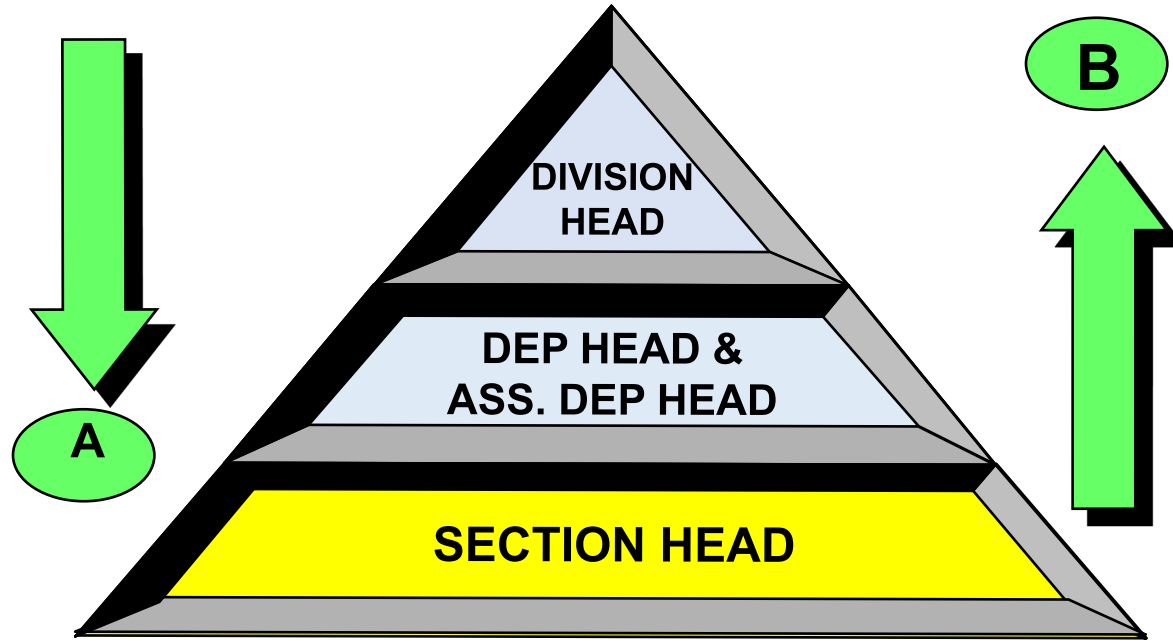 B
DIVISION
HEAD
DEP HEAD &
ASS. DEP HEAD
A
SECTION HEAD